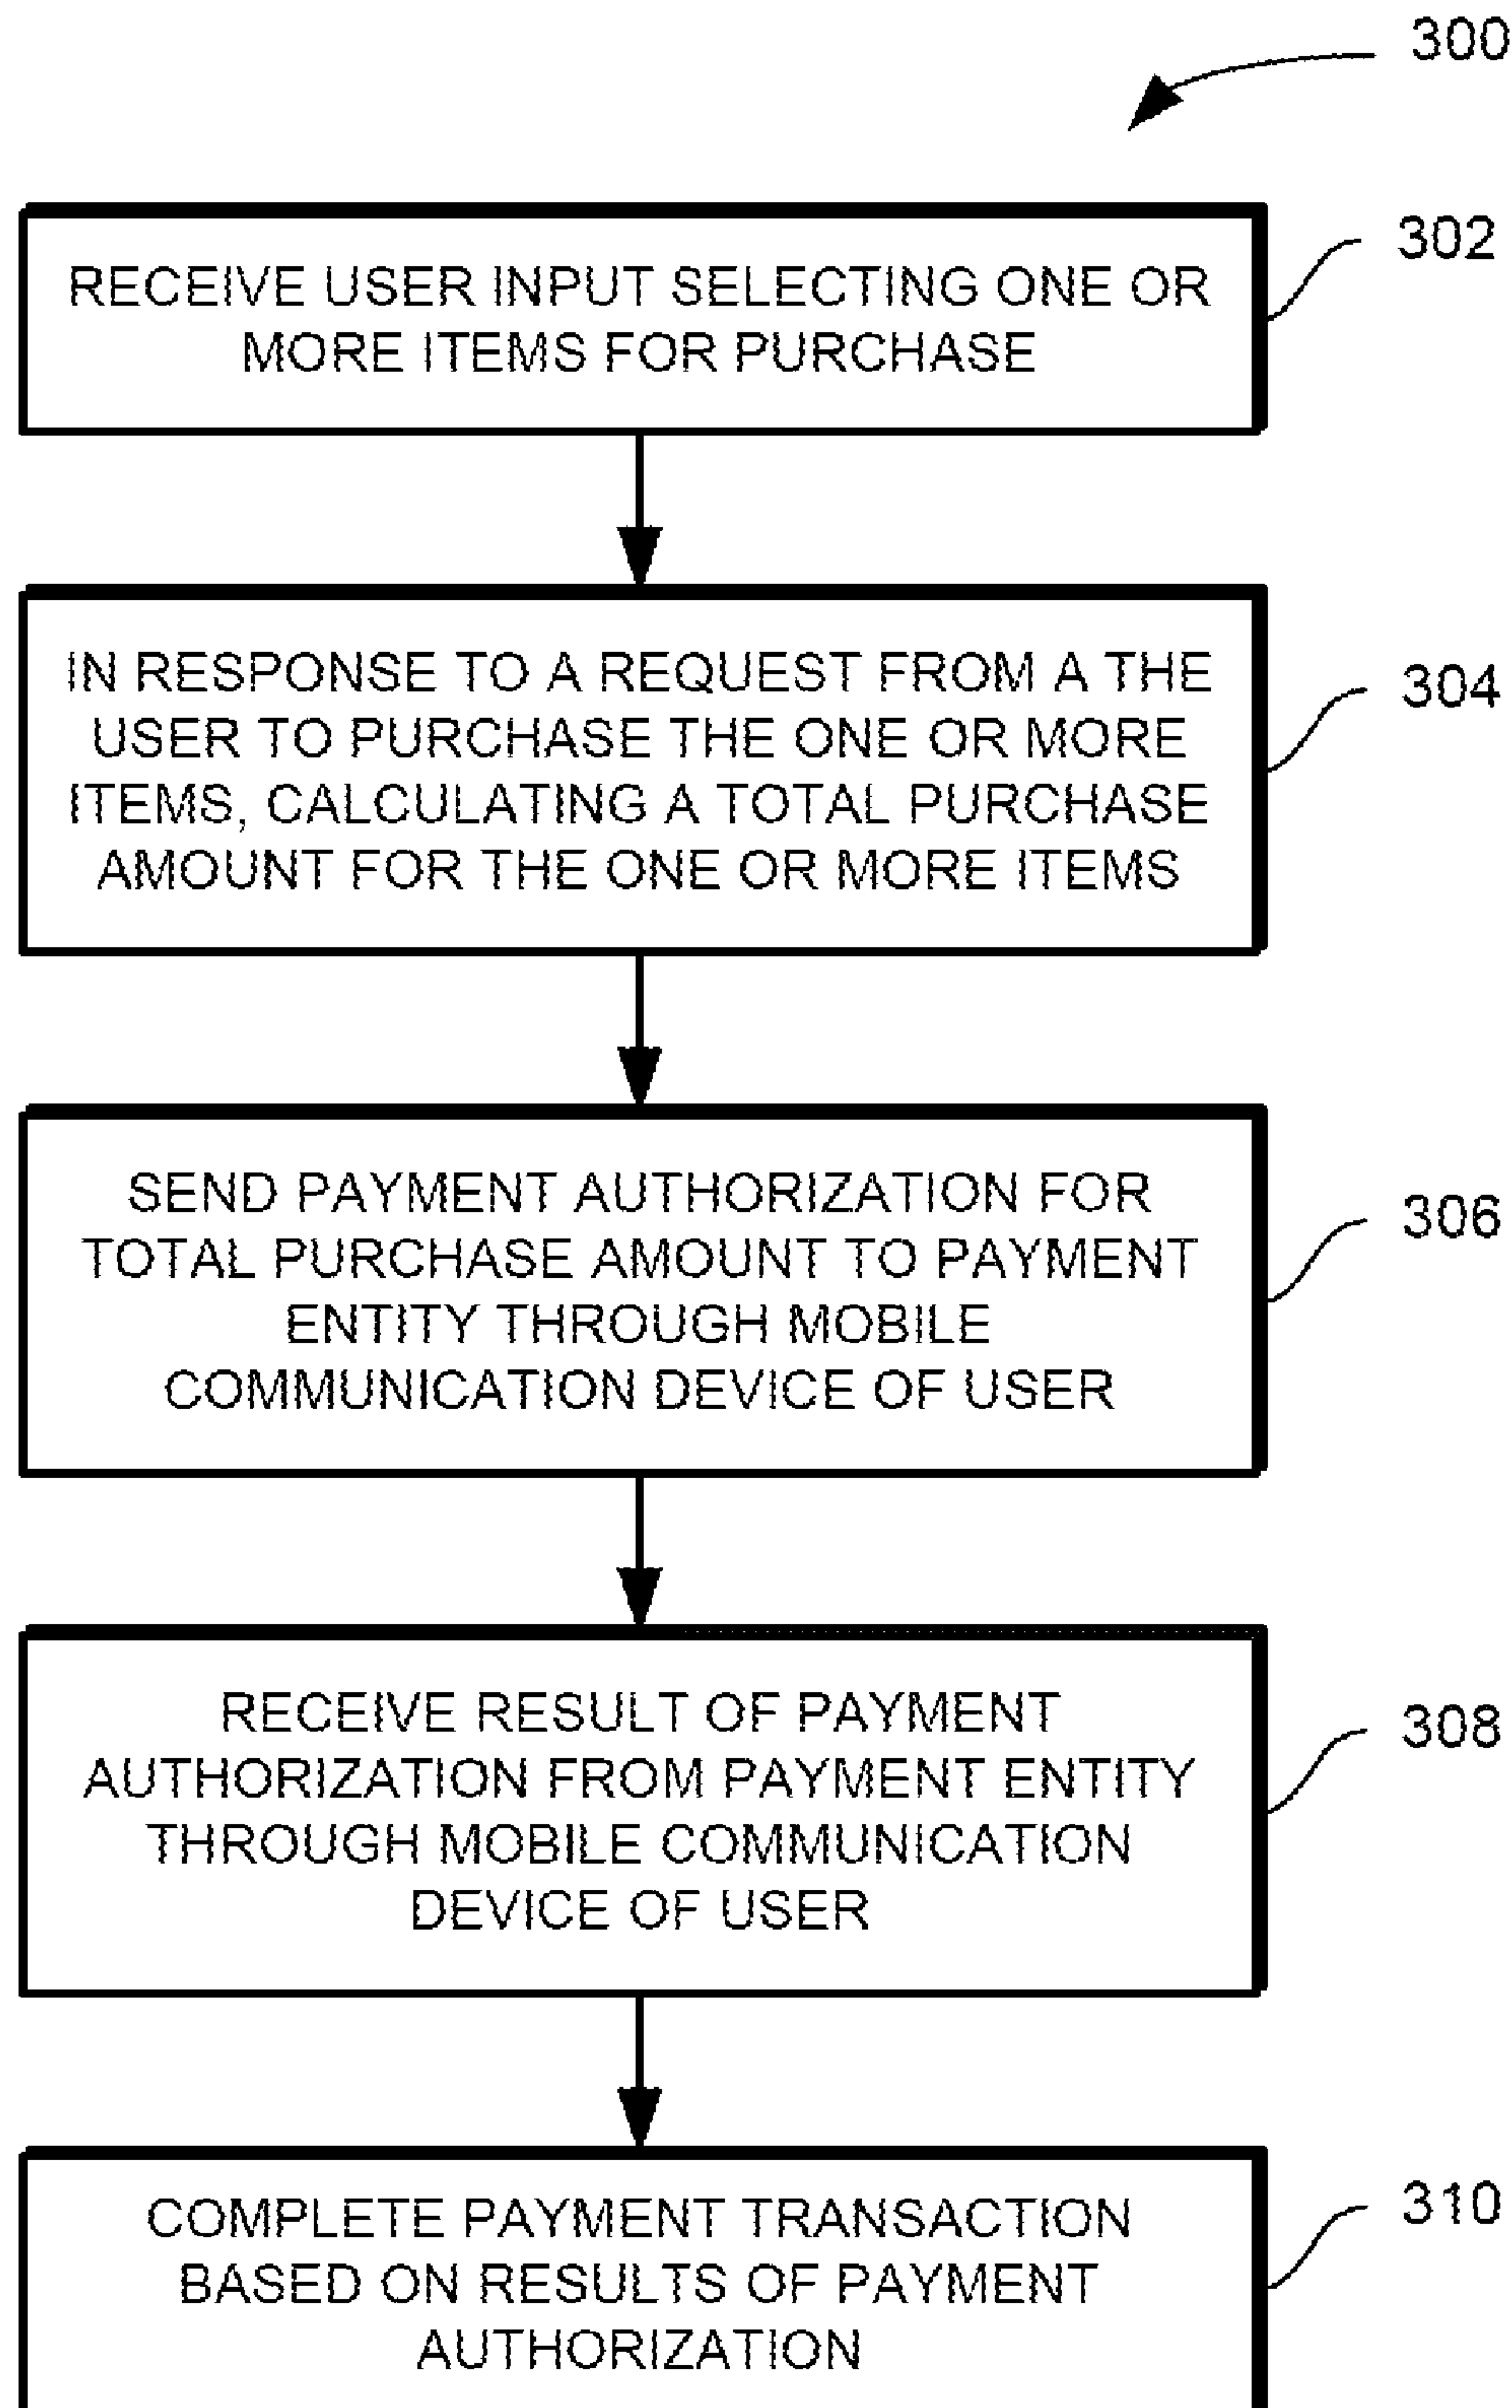 300
RECEIVE USER INPUT SELECTING ONE OR
MORE ITEMS FOR PURCHASE
302
IN RESPONSE TO A REQUEST FROM A THE
USER TO PURCHASE THE ONE OR MORE
ITEMS, CALCULATING A TOTAL PURCHASE
AMOUNT FOR THE ONE OR MORE ITEMS
304
SEND PAYMENT AUTHORIZATION FOR
TOTAL PURCHASE AMOUNT TO PAYMENT
ENTITY THROUGH MOBILE
COMMUNICATION DEVICE OF USER
306
RECEIVE RESULT OF PAYMENT
AUTHORIZATION FROM PAYMENT ENTITY
THROUGH MOBILE COMMUNICATION
DEVICE OF USER
308
COMPLETE PAYMENT TRANSACTION
BASED ON RESULTS OF PAYMENT
AUTHORIZATION
310